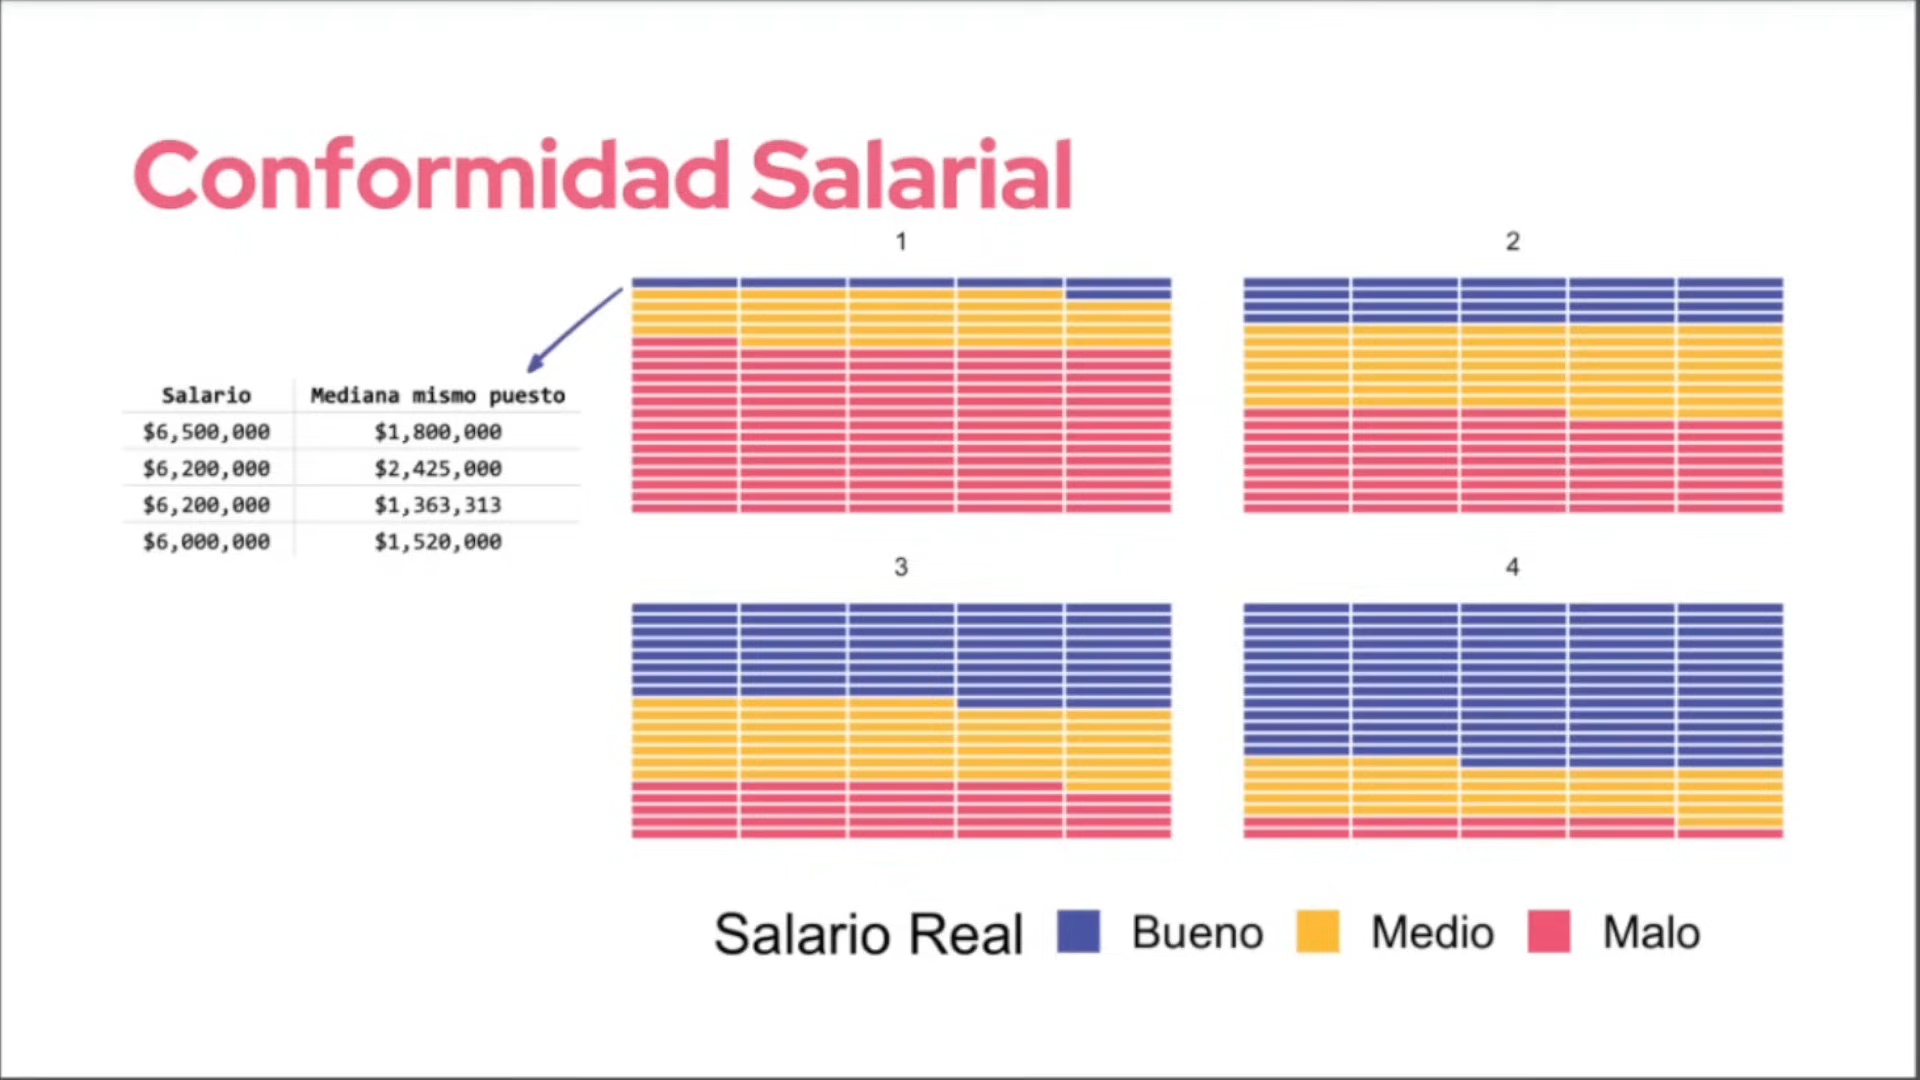 Conformidad Salarial
1
2
Salario Mediana mismo puesto
$6,500,000 $1,800,000
$6,200,000 $2,425,000
$6,200,000 $1,363,313
$6,000,000 $1,520,000
3
4
Salario Real Bueno Medio Malo